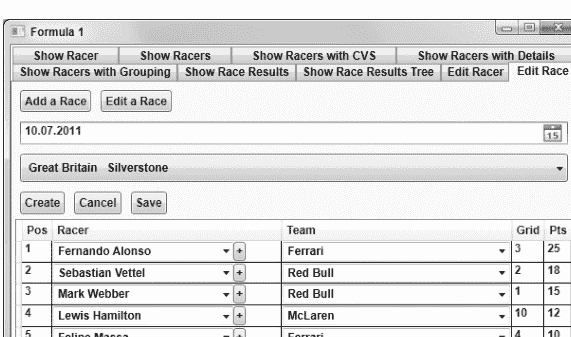 Formula 1
Show Racer Show Racers Show Racers with CVS Show Racers with Details
Show Racers with Grouping Show Race Results Show Race Results Tree Edit Racer Edit Race
Add a Race Edit a Race
10.07.2011 15
Great Britain Silverstone
Create Cancel Save
Pos Racer Team Grid Pts
1 Fernando Alonso + Ferrari 3 25
2 Sebastian Vettel + Red Bull 2 18
3 Mark Webber + Red Bull 1 15
4 Lewis Hamilton + McLaren 10 12
5 Felipe Massa Ferrari 4 10